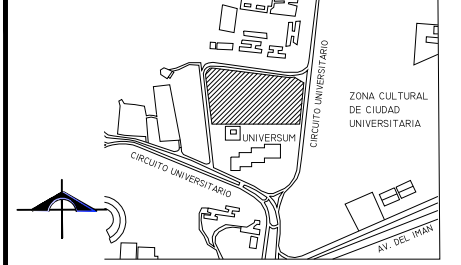 CIRCUITO UNIVERSITARIO
ZONA CULTURAL
DE CIUDAD
UNIVERSITARIA
UNIVERSUM
CIRCUITO UNIVERSITARIO
AV. DEL IMAN